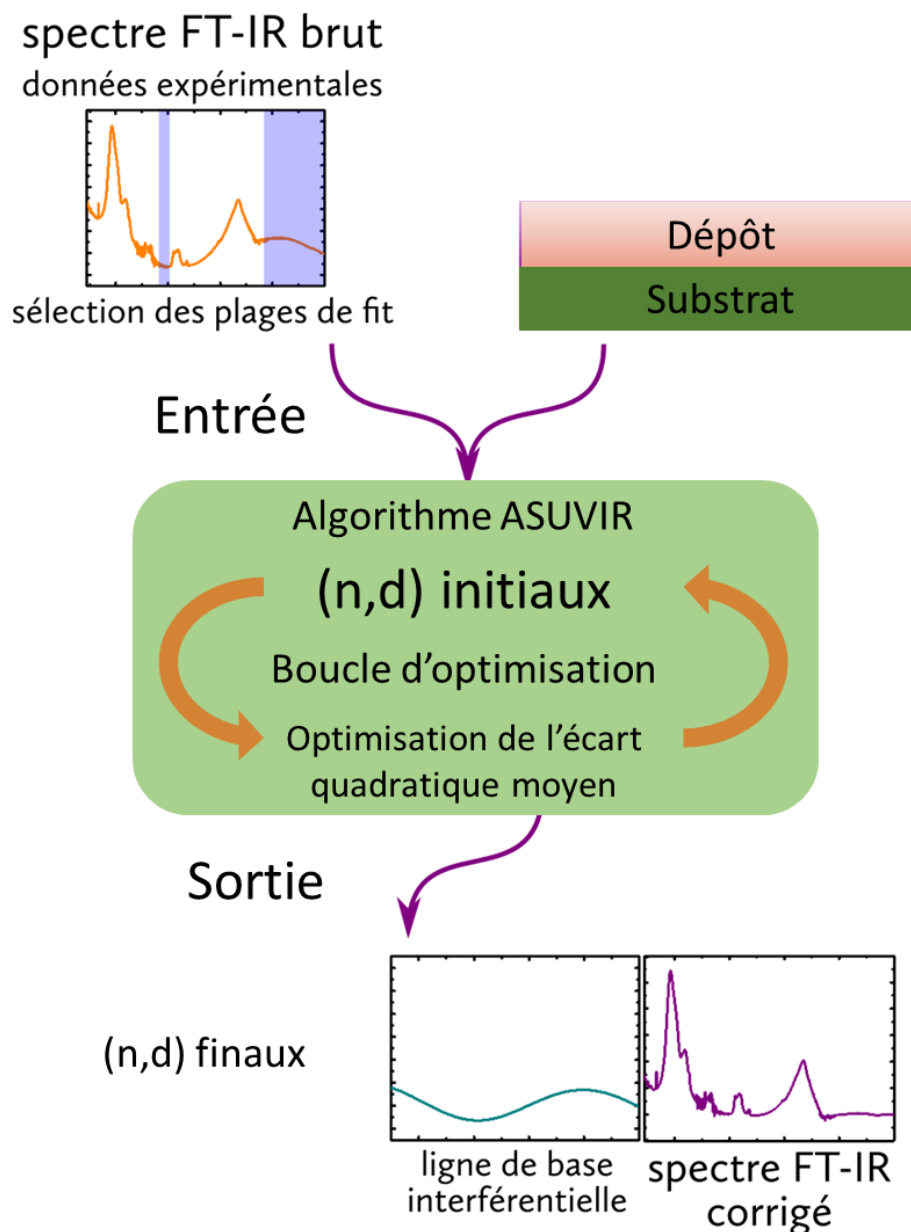 spectre FT-IR brut
données expérimentales
sélection des plages de fit
Dépôt
Substrat
Entrée
Algorithme ASUVIR
(n,d) initiaux
Boucle d’optimisation
Optimisation de l’écart
quadratique moyen
Sortie
(n,d) finaux
ligne de base
interférentielle
spectre FT-IR
corrigé